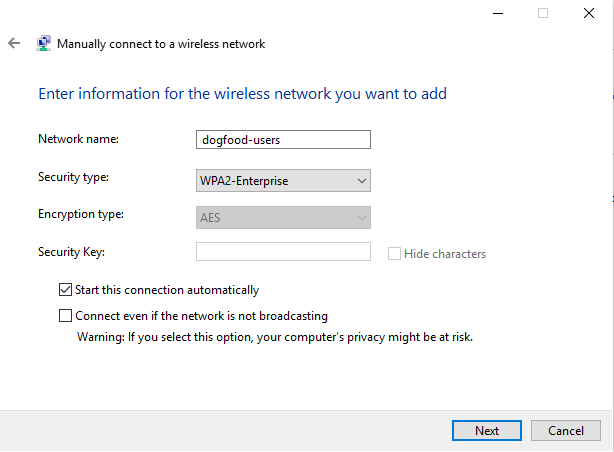 Manually connect to a wireless network
Enter information for the wireless network you want to add
Network name: dogfood-users
Security type: WPA2-Enterprise
Encryption type: AES
Security Key:
Hide characters
Start this connection automatically
Connect even if the network is not broadcasting
Warning: If you select this option, your computer's privacy might be at risk.
Next Cancel